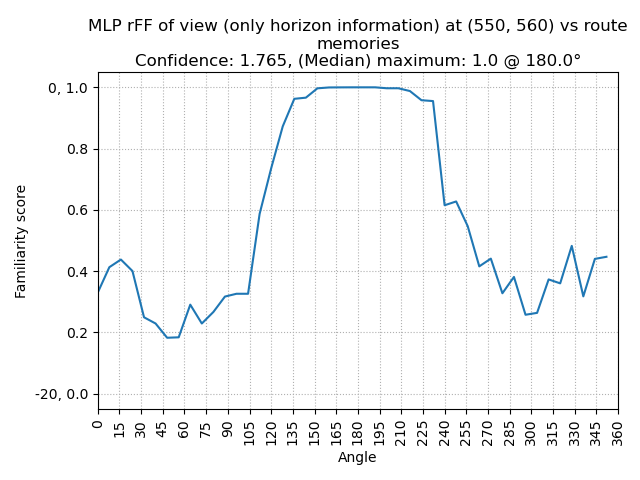 MLP rFF of view (only horizon information) at (550, 560) vs route
memories
Confidence: 1.765, (Median) maximum: 1.0 @ 180.0°
0, 1.0
0.8
0.6
0.4
0.2
-20, 0.0
Familiarity score
0 15 30 45 60 75 90 105 120 135 150 165 180 195 210 225 240 255 270 285 300 315 330 345 360
Angle